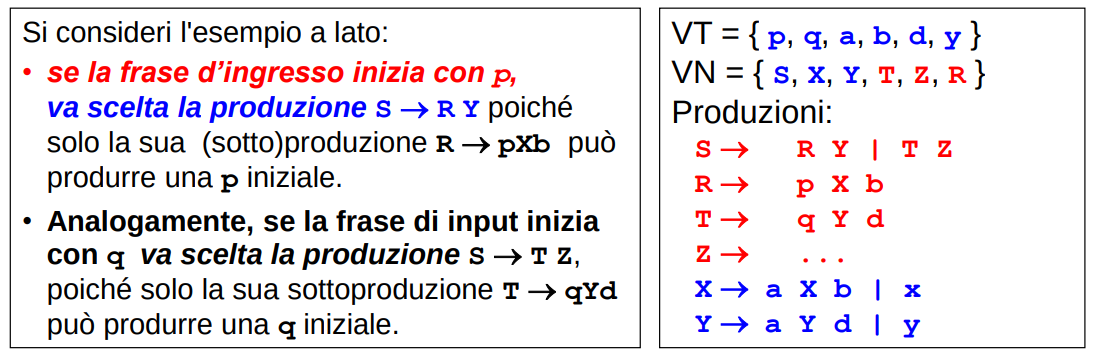 Si consideri l'esempio a lato:
• se la frase d’ingresso inizia con p,
va scelta la produzione S → R Y poiché
solo la sua (sotto)produzione R → pXb può
produrre una p iniziale.
• Analogamente, se la frase di input inizia
con q va scelta la produzione S → T Z,
poiché solo la sua sottoproduzione T → qYd
può produrre una q iniziale.
VT = { p, q, a, b, d, y }
VN = { S, X, Y, T, Z, R }
Produzioni:
S → R Y | T Z
R → p X b
T → q Y d
Z → ...
X → a X b | x
Y → a Y d | y